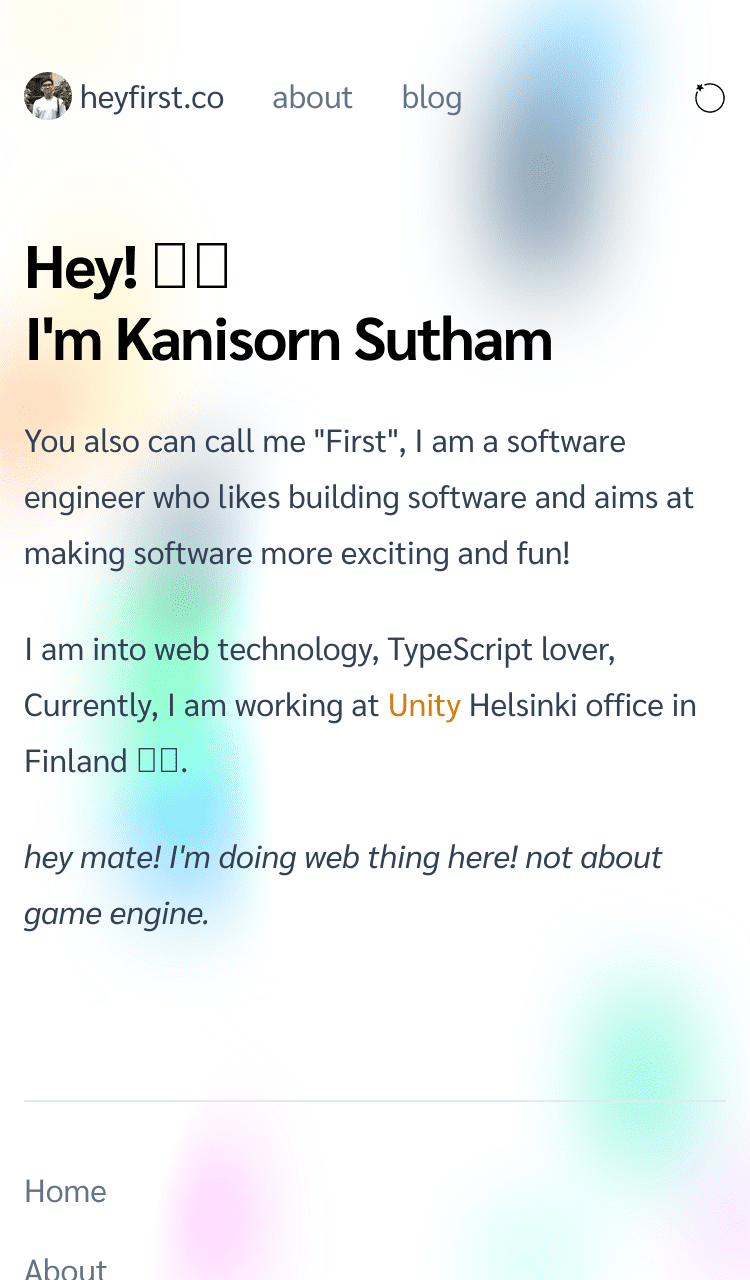 heyfirst.co about blog
Hey!
I'm Kanisorn Sutham
You also can call me "First", I am a software
engineer who likes building software and aims at
making software more exciting and fun!
I am into web technology, TypeScript lover,
Currently, I am working at Unity Helsinki office in
Finland .
hey mate! I'm doing web thing here! not about
game engine.
Home
About